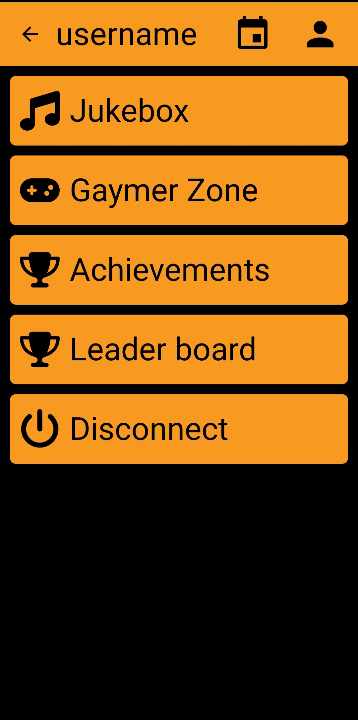 username
Jukebox
Gaymer Zone
Achievements
Leader board
Disconnect